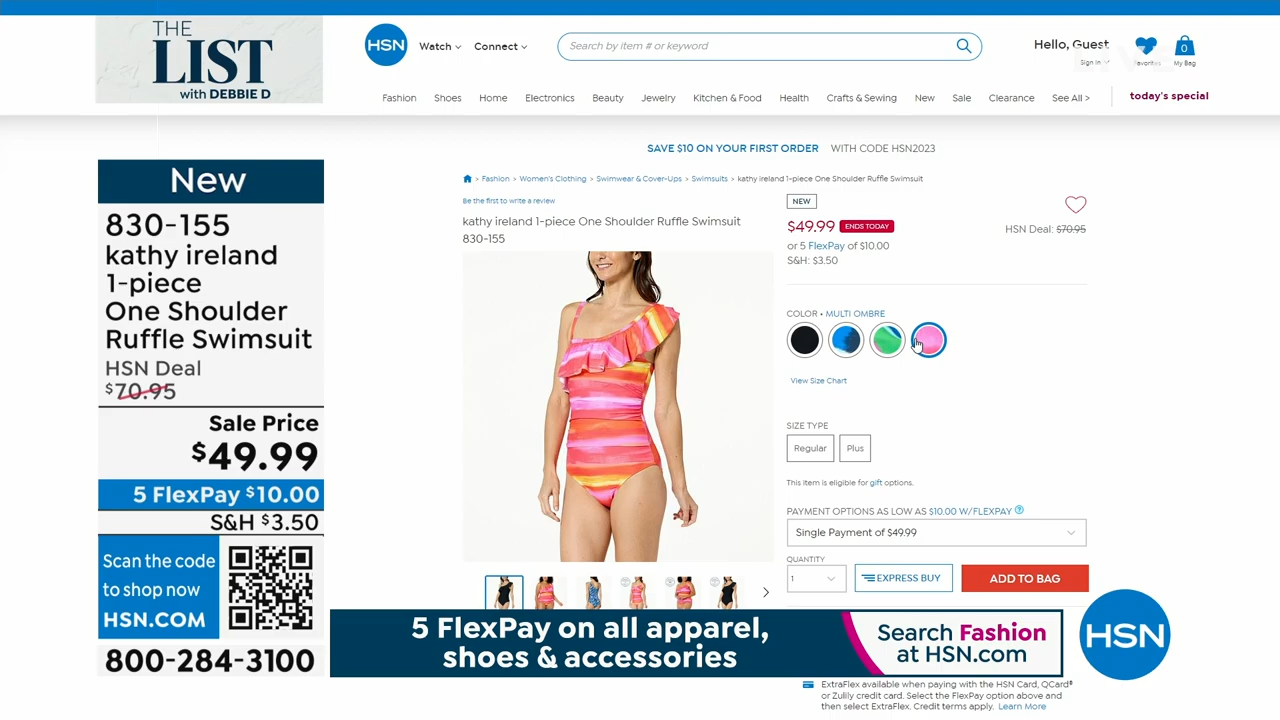 THE
LIST
with DEBBIE D
HSN
Watch
Connect
Search by item # or keyword
Hello, Guest
Sign In
Favorites
0
My Bag
Fashion
Shoes
Home
Electronics
Beauty
Jewelry
Kitchen & Food
Health
Crafts & Sewing
New
Sale
Clearance
See All >
today's special
SAVE $10 ON YOUR FIRST ORDER WITH CODE HSN2023
> Fashion > Women's Clothing > Swimwear & Cover-Ups > Swimsuits > kathy ireland 1-piece One Shoulder Ruffle Swimsuit
Be the first to write a review
kathy ireland 1-piece One Shoulder Ruffle Swimsuit
830-155
NEW
$49.99 ENDS TODAY
HSN Deal: $70.95
or 5 FlexPay of $10.00
S&H: $3.50
COLOR • MULTI OMBRE
View Size Chart
SIZE TYPE
Regular
Plus
This item is eligible for gift options.
PAYMENT OPTIONS AS LOW AS $10.00 W/FLEXPAY ?
Single Payment of $49.99
QUANTITY
1
EXPRESS BUY
ADD TO BAG
New
830-155
kathy ireland
1-piece
One Shoulder
Ruffle Swimsuit
HSN Deal
$70.95
Sale Price
$49.99
5 FlexPay $10.00
S&H $3.50
Scan the code
to shop now
HSN.COM
800-284-3100
5 FlexPay on all apparel,
shoes & accessories
Search Fashion
at HSN.com
HSN
ExtraFlex available when paying with the HSN Card, QCard®
or Zulily credit card. Select the FlexPay option above and
then select ExtraFlex. Credit terms apply. Learn More